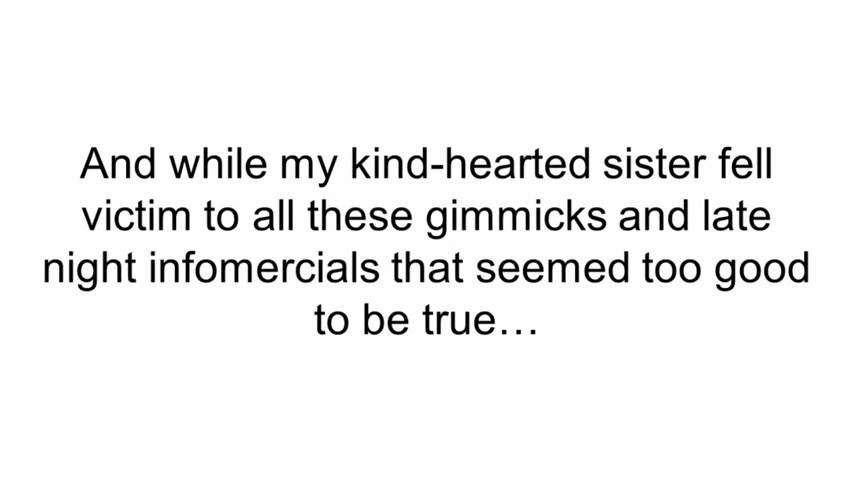 And while my kind-hearted sister fell
victim to all these gimmicks and late
night infomercials that seemed too good
to be true…